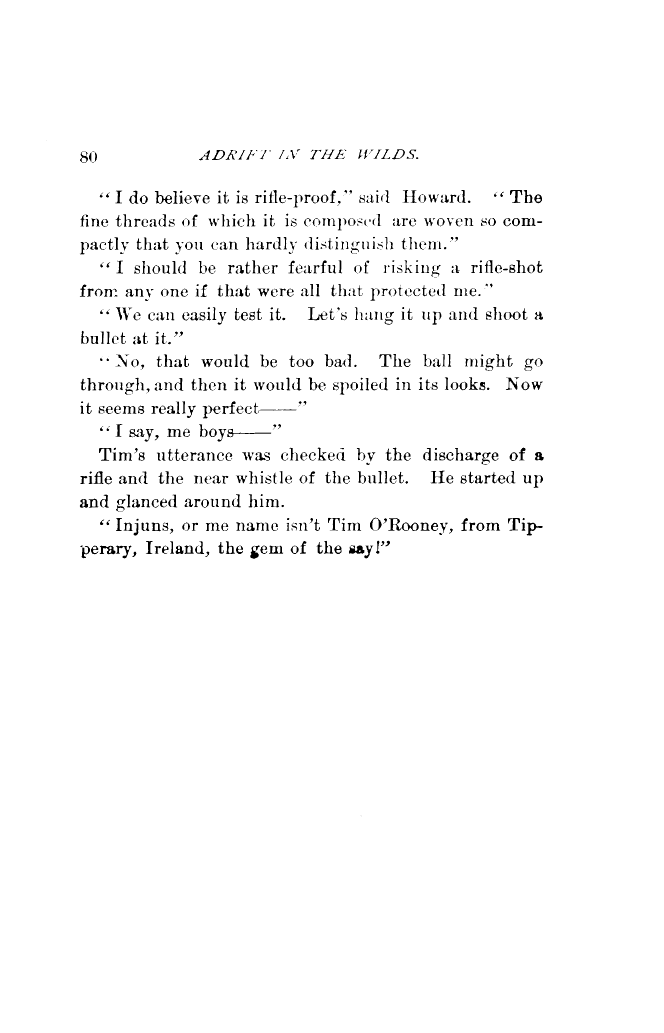 80 ADRIFT IN THE WILDS.
“I do believe it is rifle-proof,” said Howard. “The
fine threads of which it is composed are woven so com-
pactly that you can hardly distinguish them.”
“I should be rather fearful of risking a rifle-shot
from any one if that were all that protected me.”
“We can easily test it. Let’s hang it up and shoot a
bullet at it.”
“No, that would be too bad. The ball might go
through, and then it would be spoiled in its looks. Now
it seems really perfect——”
“I say, me boys——”
Tim’s utterance was checked by the discharge of a
rifle and the near whistle of the bullet. He started up
and glanced around him.
“Injuns, or me name isn’t Tim O’Rooney, from Tip-
perary, Ireland, the gem of the say!”